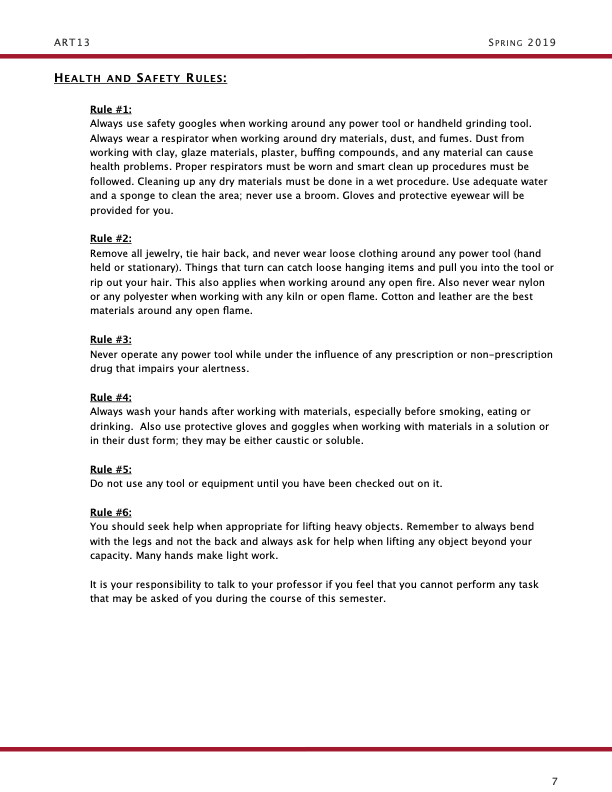 ART13 SPRING 2019
HEALTH AND SAFETY RULES:
Rule #1:
Always use safety googles when working around any power tool or handheld grinding tool.
Always wear a respirator when working around dry materials, dust, and fumes. Dust from
working with clay, glaze materials, plaster, buffing compounds, and any material can cause
health problems. Proper respirators must be worn and smart clean up procedures must be
followed. Cleaning up any dry materials must be done in a wet procedure. Use adequate water
and a sponge to clean the area; never use a broom. Gloves and protective eyewear will be
provided for you.
Rule #2:
Remove all jewelry, tie hair back, and never wear loose clothing around any power tool (hand
held or stationary). Things that turn can catch loose hanging items and pull you into the tool or
rip out your hair. This also applies when working around any open fire. Also never wear nylon
or any polyester when working with any kiln or open flame. Cotton and leather are the best
materials around any open flame.
Rule #3:
Never operate any power tool while under the influence of any prescription or non-prescription
drug that impairs your alertness.
Rule #4:
Always wash your hands after working with materials, especially before smoking, eating or
drinking.  Also use protective gloves and goggles when working with materials in a solution or
in their dust form; they may be either caustic or soluble.
Rule #5:
Do not use any tool or equipment until you have been checked out on it.
Rule #6:
You should seek help when appropriate for lifting heavy objects. Remember to always bend
with the legs and not the back and always ask for help when lifting any object beyond your
capacity. Many hands make light work.
It is your responsibility to talk to your professor if you feel that you cannot perform any task
that may be asked of you during the course of this semester.
7